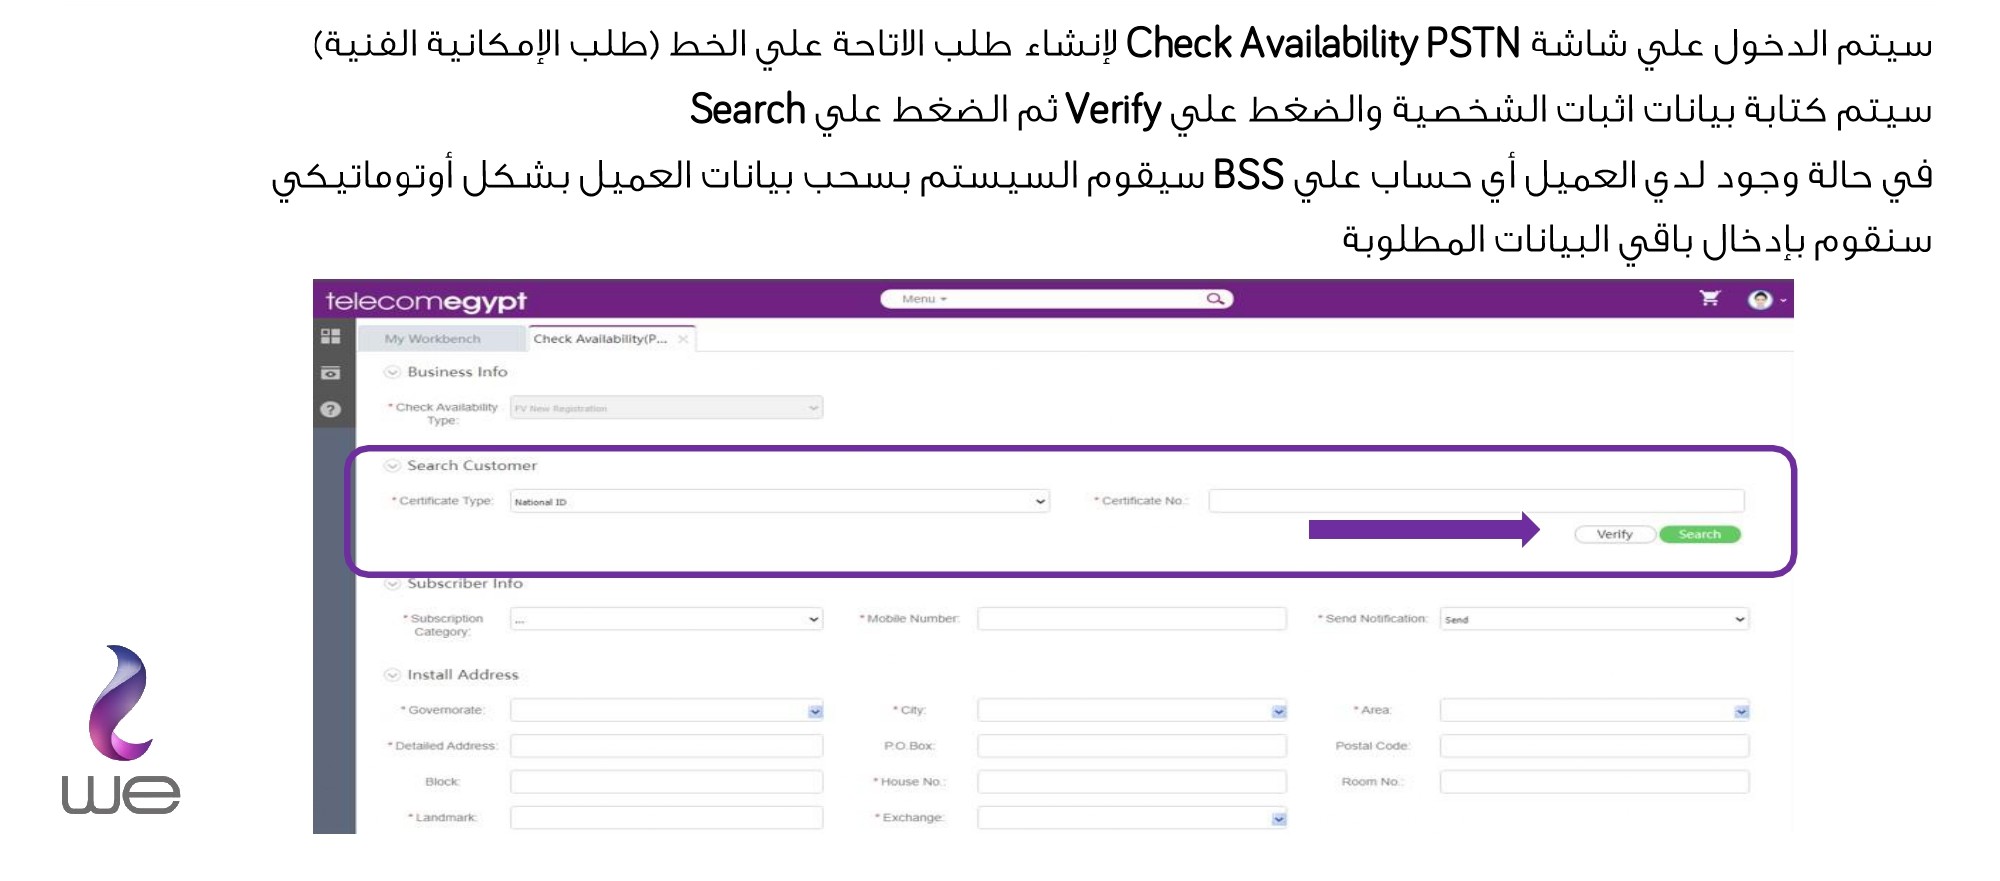 سيتم الدخول علي شاشة Check Availability PSTN لإنشاء طلب الاتاحة علي الخط (طلب الإمكانية الفنية)
سيتم كتابة بيانات اثبات الشخصية والضغط علي Verify ثم الضغط علي Search
في حالة وجود لدي العميل أي حساب علي BSS سيقوم السيستم بسحب بيانات العميل بشكل أوتوماتيكي
سنقوم بإدخال باقي البيانات المطلوبة
telecomegypt Menu
My Workbench Check Availability(P...
Business Info
* Check Availability Type: FV New Registration
Search Customer
* Certificate Type: National ID * Certificate No.:
Verify Search
Subscriber Info
* Subscription Category: ... * Mobile Number: * Send Notification: Send
Install Address
* Governorate: * City: * Area:
* Detailed Address: P.O.Box: Postal Code:
Block: * House No.: Room No.:
* Landmark: * Exchange:
we